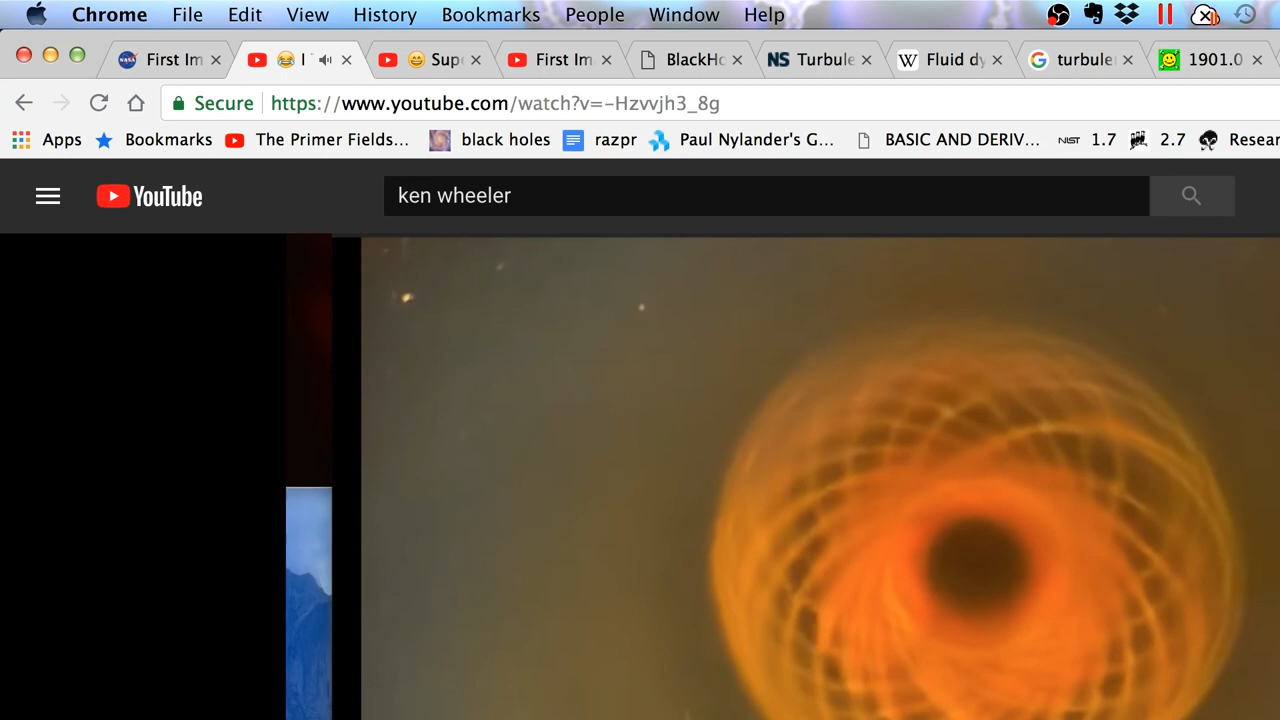 Chrome File Edit View History Bookmarks People Window Help
First Im 😂 I 😄 Sup First Im BlackHo NS Turbule W Fluid dy G turbule 1901.0
Secure https://www.youtube.com/watch?v=-Hzvvjh3_8g
Apps Bookmarks The Primer Fields... black holes razpr Paul Nylander's G... BASIC AND DERIV... NIST 1.7 2.7 Resear
YouTube ken wheeler